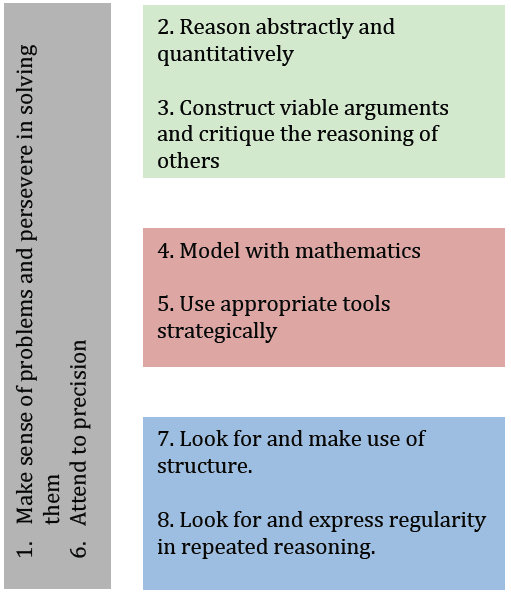 1. Make sense of problems and persevere in solving
them
6. Attend to precision
2. Reason abstractly and
quantitatively
3. Construct viable arguments
and critique the reasoning of
others
4. Model with mathematics
5. Use appropriate tools
strategically
7. Look for and make use of
structure.
8. Look for and express regularity
in repeated reasoning.